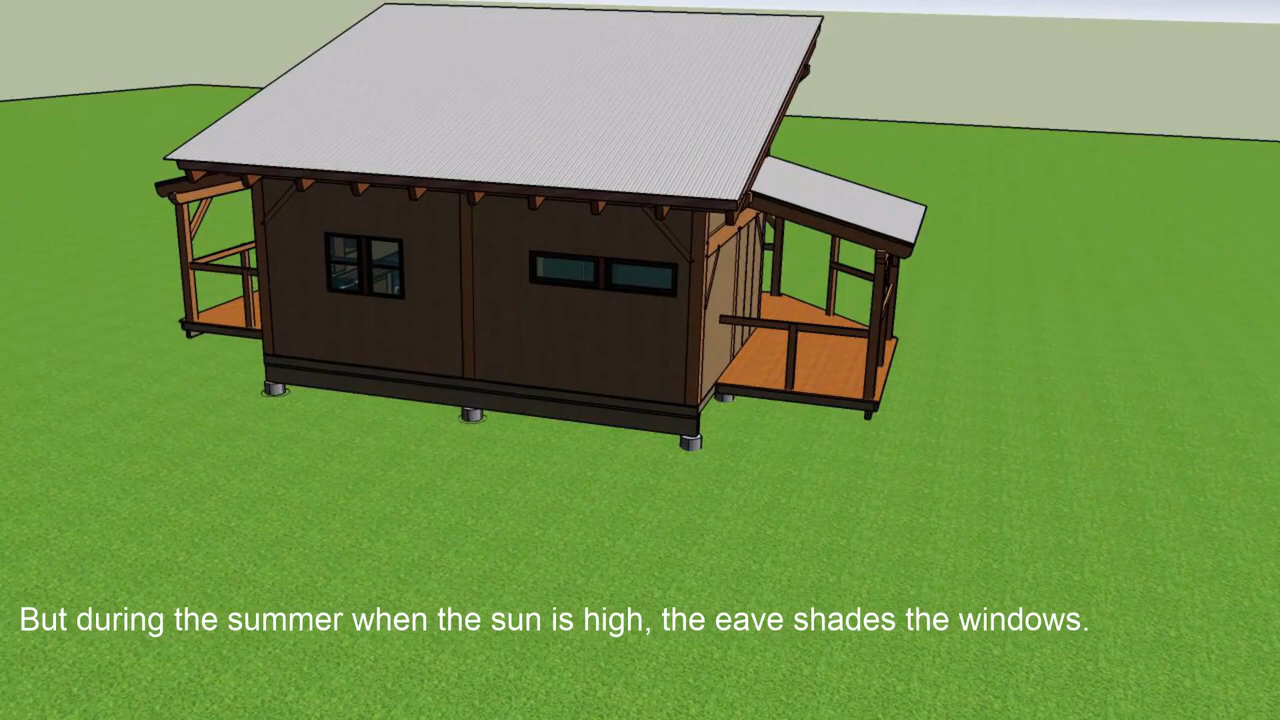 But during the summer when the sun is high, the eave shades the windows.